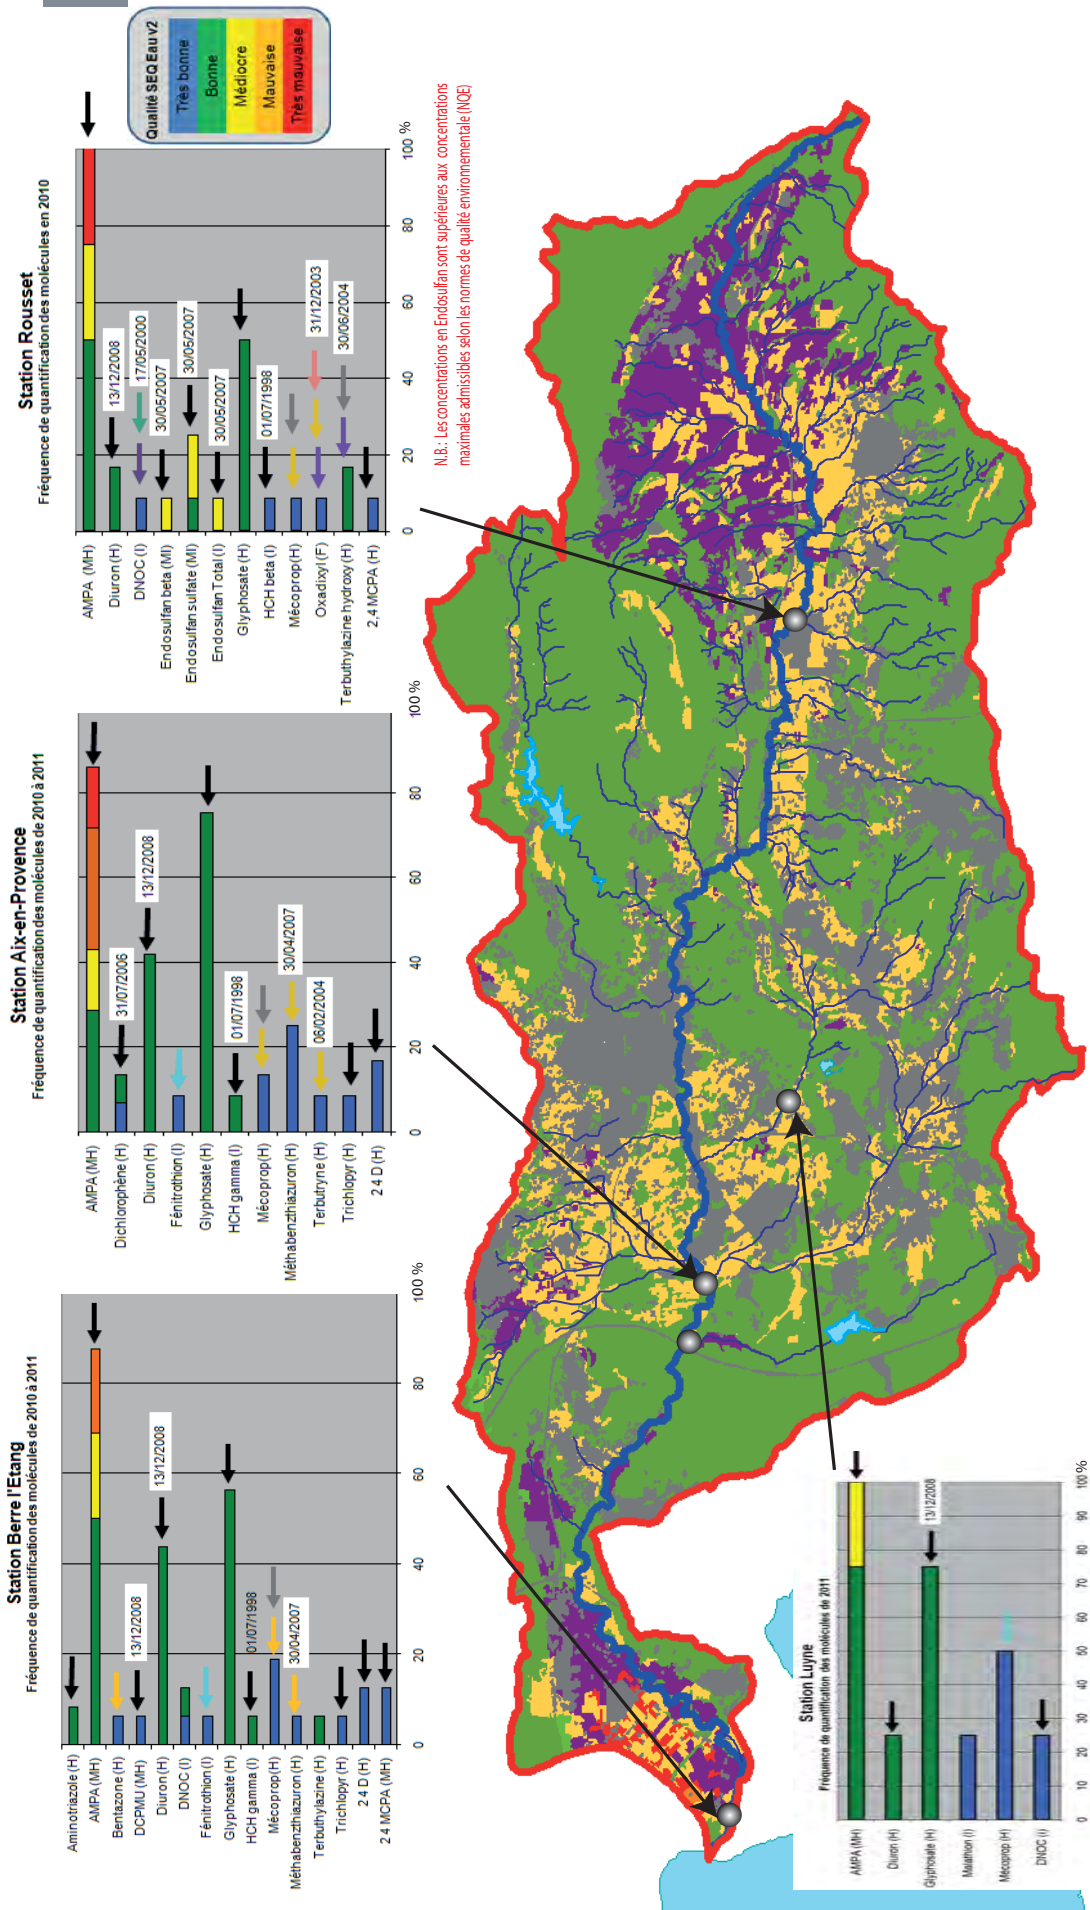 Station Berre l'Etang
Fréquence de quantification des molécules de 2010 à 2011
Aminotriazole (H)
AMPA (MH)
Bentazone (H)
DCPMU (MH)
Diuron (H)
DNOC (I)
Fénitrothion (I)
Glyphosate (H)
HCH gamma (I)
Mécoprop(H)
Méthabenzthiazuron (H)
Terbuthylazine (H)
Trichlopyr (H)
2 4 D (H)
2 4 MCPA (MH)
13/12/2008
13/12/2008
01/07/1998
30/04/2007
0
20
40
60
80
100 %
Station Aix-en-Provence
Fréquence de quantification des molécules de 2010 à 2011
AMPA (MH)
Dichlorophène (H)
Diuron (H)
Fénitrothion (I)
Glyphosate (H)
HCH gamma (I)
Mécoprop(H)
Méthabenzthiazuron (H)
Terbutryne (H)
Trichlopyr (H)
2 4 D (H)
31/07/2006
13/12/2008
01/07/1998
30/04/2007
06/02/2004
0
20
40
60
80
100 %
Station Rousset
Fréquence de quantification des molécules en 2010
AMPA (MH)
Diuron (H)
DNOC (I)
Endosulfan beta (MI)
Endosulfan sulfate (MI)
Endosulfan Total (I)
Glyphosate (H)
HCH beta (I)
Mécoprop(H)
Oxadixyl (F)
Terbuthylazine hydroxy (H)
2,4 MCPA (H)
13/12/2008
17/05/2000
30/05/2007
30/05/2007
30/05/2007
01/07/1998
31/12/2003
30/06/2004
0
20
40
60
80
100 %
Qualité SEQ Eau v2
Très bonne
Bonne
Médiocre
Mauvaise
Très mauvaise
N.B.: Les concentrations en Endosulfan sont supérieures aux concentrations
maximales admissibles selon les normes de qualité environnementale (NQE)
Station Luyne
Fréquence de quantification des molécules de 2011
AMPA (MH)
Diuron (H)
Glyphosate (H)
Malathion (I)
Mécoprop (H)
DNOC (I)
13/12/2008
0
10
20
30
40
50
60
70
80
90
100 %